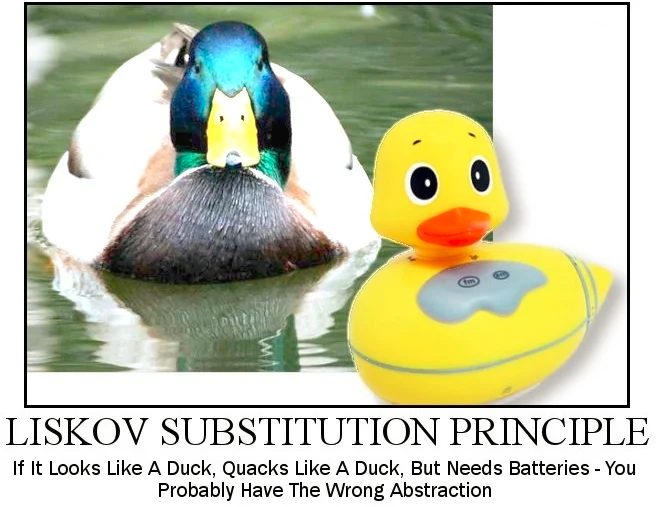 LISKOV SUBSTITUTION PRINCIPLE
If It Looks Like A Duck, Quacks Like A Duck, But Needs Batteries - You
Probably Have The Wrong Abstraction